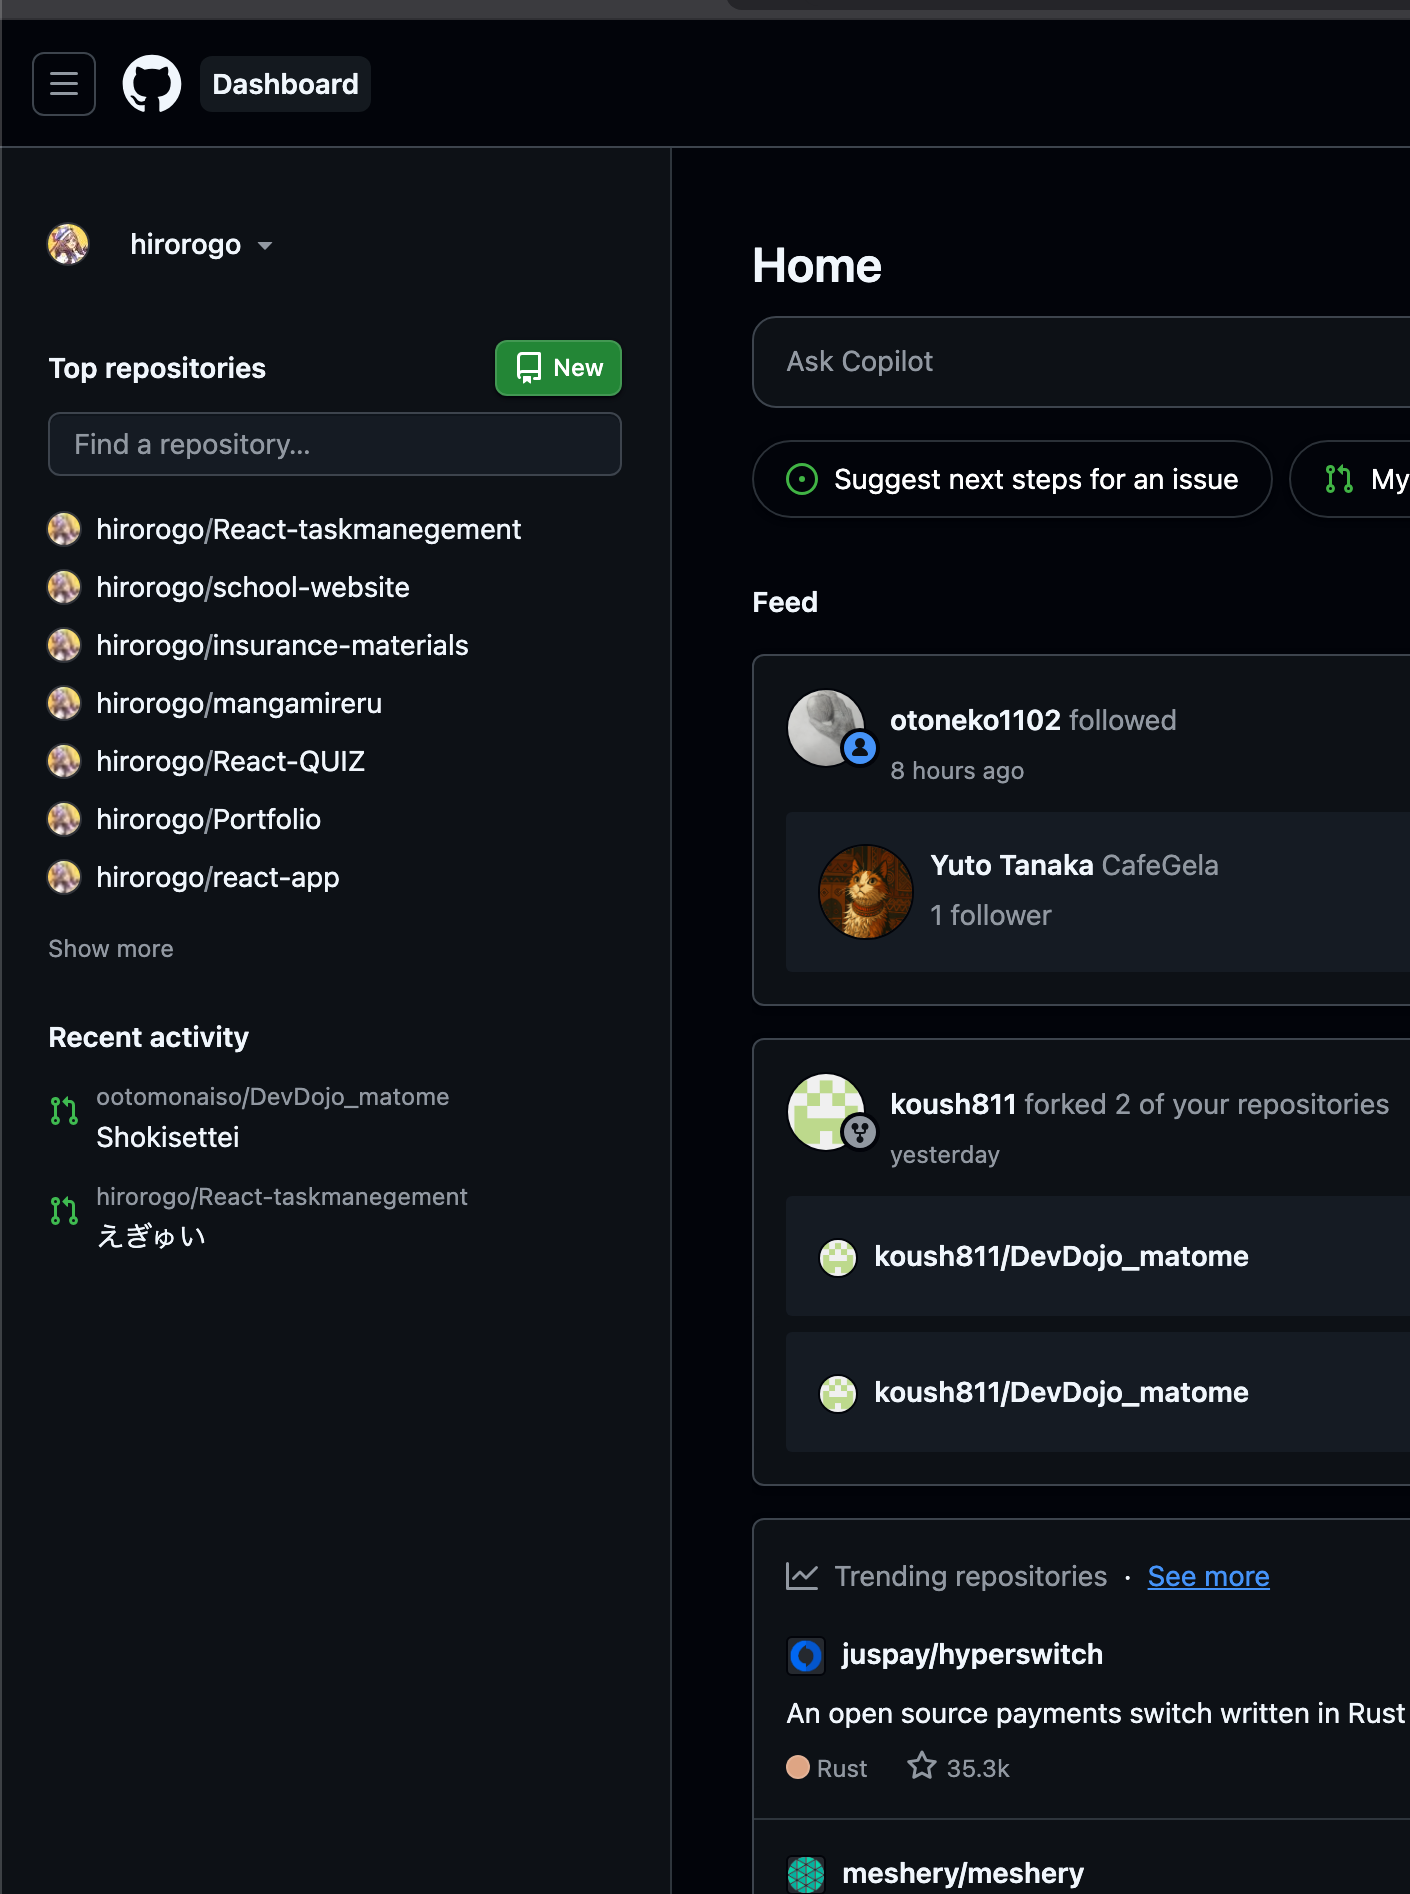 Dashboard
hirorogo
Top repositories
New
Find a repository...
hirorogo/React-taskmanegement
hirorogo/school-website
hirorogo/insurance-materials
hirorogo/mangamireru
hirorogo/React-QUIZ
hirorogo/Portfolio
hirorogo/react-app
Show more
Recent activity
ootomonaiso/DevDojo_matome
Shokisettei
hirorogo/React-taskmanegement
えぎゅい
Home
Ask Copilot
Suggest next steps for an issue
My
Feed
otoneko1102 followed
8 hours ago
Yuto Tanaka CafeGela
1 follower
koush811 forked 2 of your repositories
yesterday
koush811/DevDojo_matome
koush811/DevDojo_matome
Trending repositories · See more
juspay/hyperswitch
An open source payments switch written in Rust
Rust 35.3k
meshery/meshery